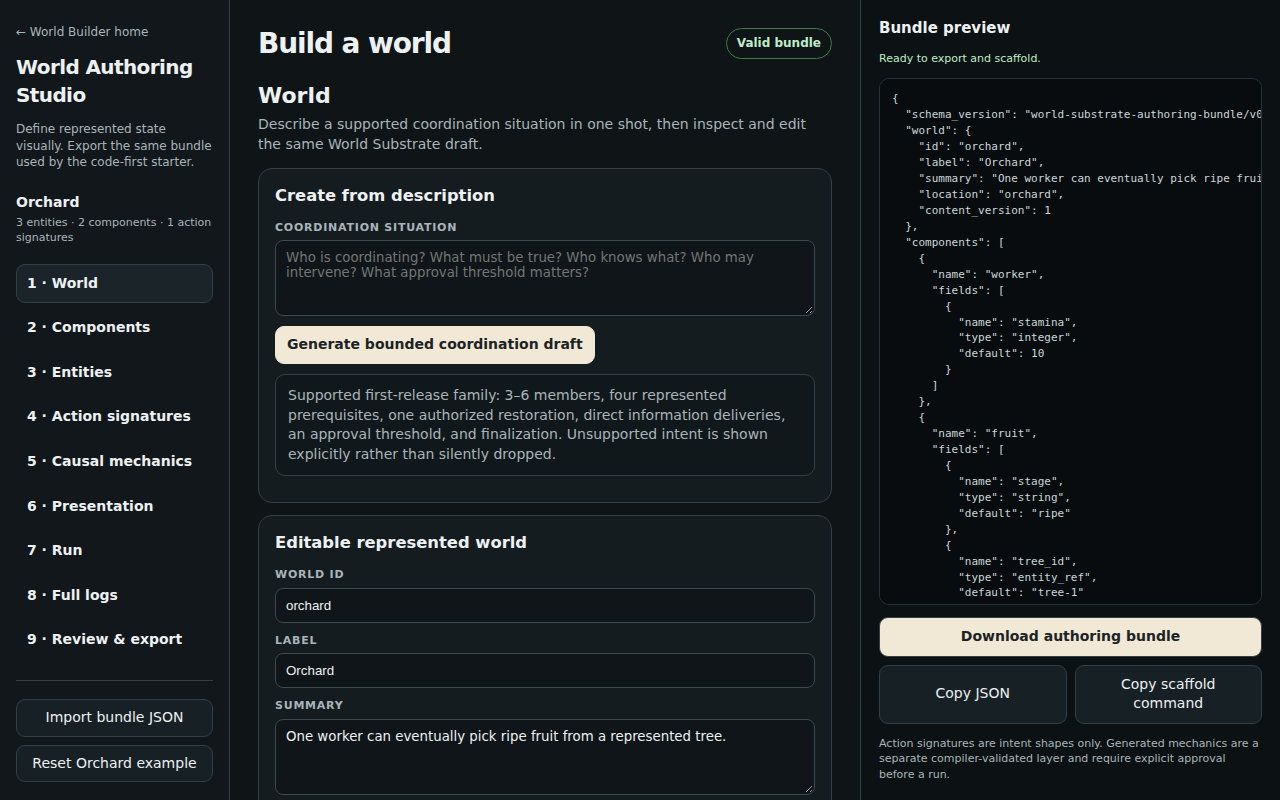 ← World Builder home
World Authoring
Studio
Define represented state
visually. Export the same bundle
used by the code-first starter.
Orchard
3 entities · 2 components · 1 action
signatures
1 · World
2 · Components
3 · Entities
4 · Action signatures
5 · Causal mechanics
6 · Presentation
7 · Run
8 · Full logs
9 · Review & export
Import bundle JSON
Reset Orchard example
Build a world
Valid bundle
World
Describe a supported coordination situation in one shot, then inspect and edit
the same World Substrate draft.
Create from description
COORDINATION SITUATION
Who is coordinating? What must be true? Who knows what? Who may
intervene? What approval threshold matters?
Generate bounded coordination draft
Supported first-release family: 3–6 members, four represented
prerequisites, one authorized restoration, direct information deliveries,
an approval threshold, and finalization. Unsupported intent is shown
explicitly rather than silently dropped.
Editable represented world
WORLD ID
orchard
LABEL
Orchard
SUMMARY
One worker can eventually pick ripe fruit from a represented tree.
Bundle preview
Ready to export and scaffold.
{
"schema_version": "world-substrate-authoring-bundle/v0
"world": {
"id": "orchard",
"label": "Orchard",
"summary": "One worker can eventually pick ripe frui
"location": "orchard",
"content_version": 1
},
"components": [
{
"name": "worker",
"fields": [
{
"name": "stamina",
"type": "integer",
"default": 10
}
]
},
{
"name": "fruit",
"fields": [
{
"name": "stage",
"type": "string",
"default": "ripe"
},
{
"name": "tree_id",
"type": "entity_ref",
"default": "tree-1"
Download authoring bundle
Copy JSON
Copy scaffold
command
Action signatures are intent shapes only. Generated mechanics are a
separate compiler-validated layer and require explicit approval
before a run.